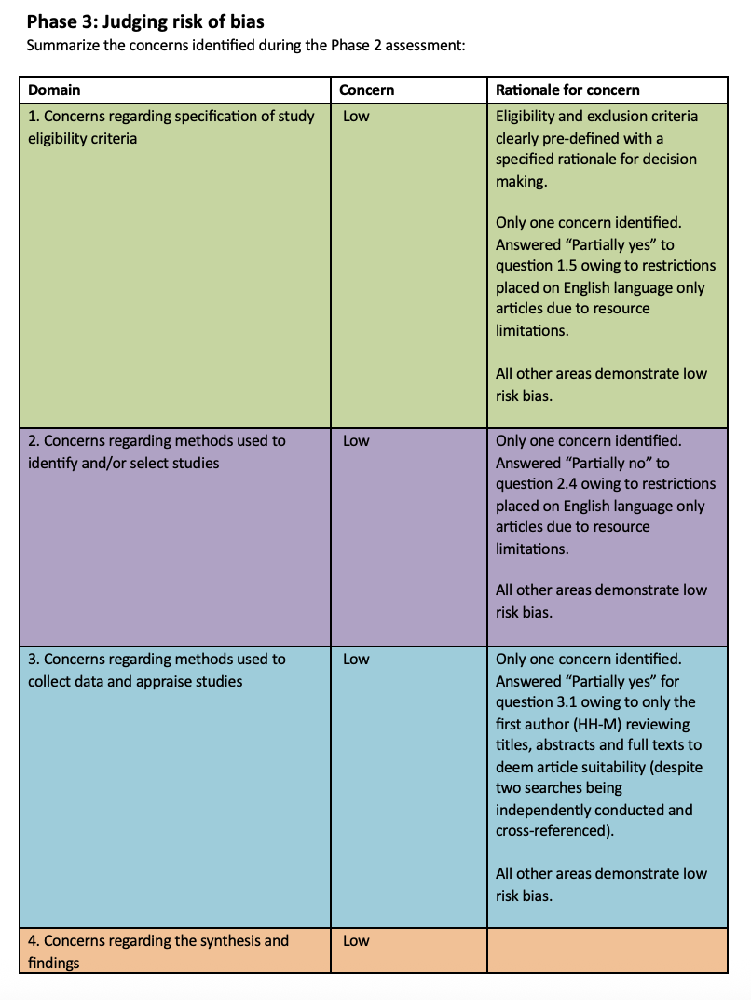 Phase 3: Judging risk of bias
Summarize the concerns identified during the Phase 2 assessment:
Domain
Concern
Rationale for concern
1. Concerns regarding specification of study
eligibility criteria
Low
Eligibility and exclusion criteria
clearly pre-defined with a
specified rationale for decision
making.
Only one concern identified.
Answered “Partially yes” to
question 1.5 owing to restrictions
placed on English language only
articles due to resource
limitations.
All other areas demonstrate low
risk bias.
2. Concerns regarding methods used to
identify and/or select studies
Low
Only one concern identified.
Answered “Partially no” to
question 2.4 owing to restrictions
placed on English language only
articles due to resource
limitations.
All other areas demonstrate low
risk bias.
3. Concerns regarding methods used to
collect data and appraise studies
Low
Only one concern identified.
Answered “Partially yes” for
question 3.1 owing to only the
first author (HH-M) reviewing
titles, abstracts and full texts to
deem article suitability (despite
two searches being
independently conducted and
cross-referenced).
All other areas demonstrate low
risk bias.
4. Concerns regarding the synthesis and
findings
Low